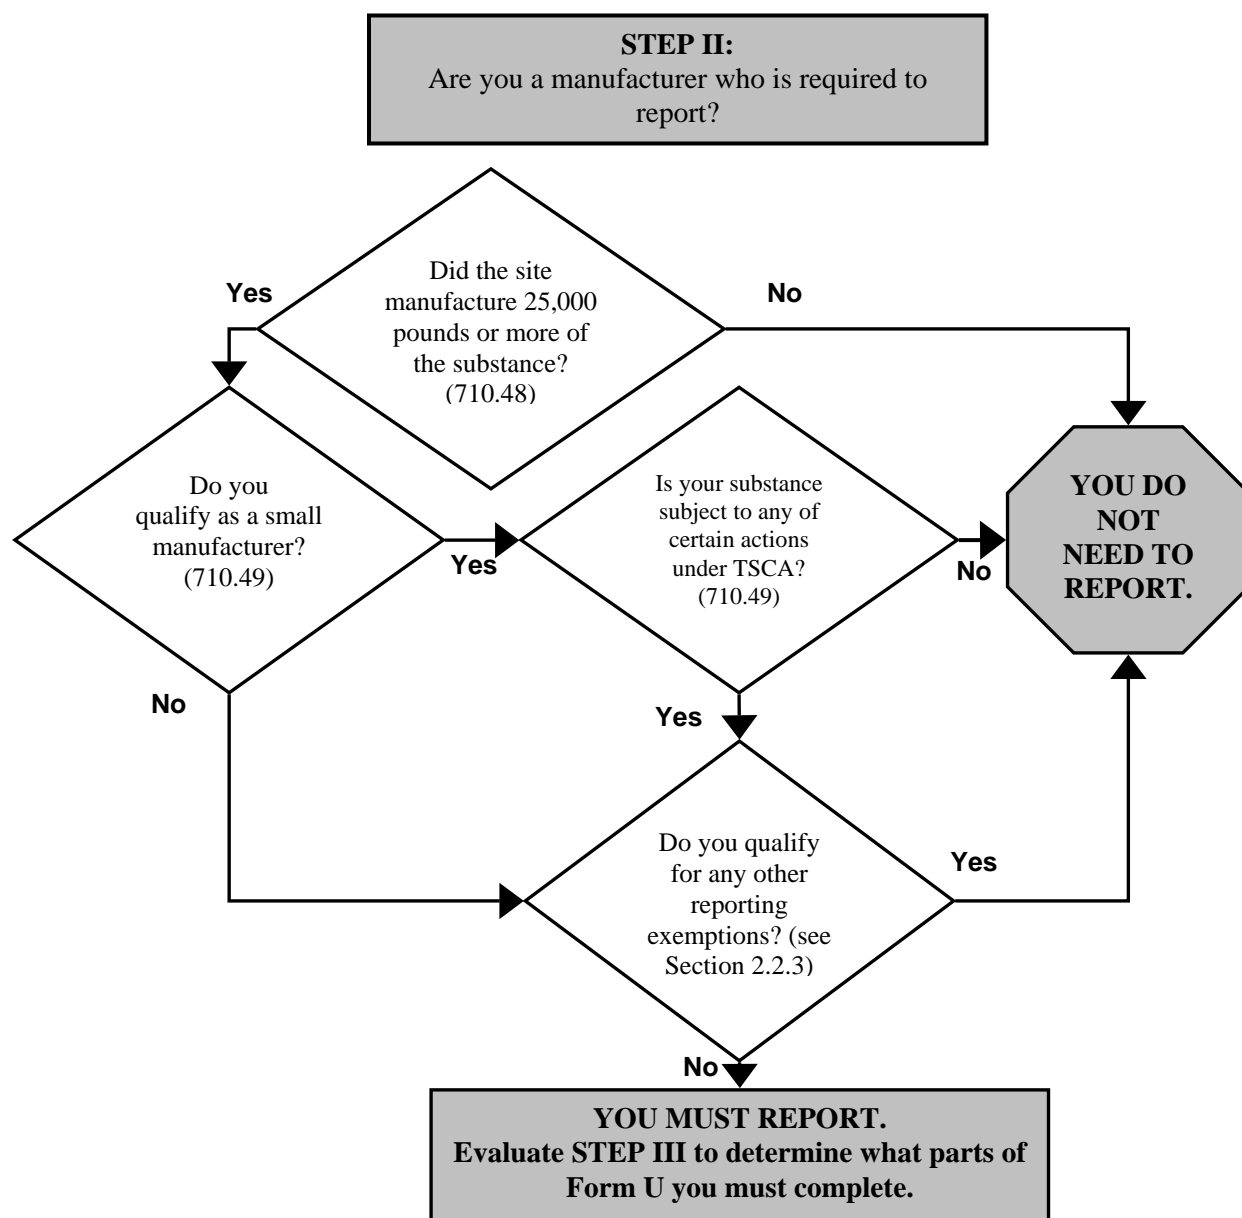 STEP II:
Are you a manufacturer who is required to
report?
Did the site
manufacture 25,000
pounds or more of
the substance?
(710.48)
Yes
No
Do you
qualify as a small
manufacturer?
(710.49)
Yes
Is your substance
subject to any of
certain actions
under TSCA?
(710.49)
No
YOU DO
NOT
NEED TO
REPORT.
No
Yes
Do you qualify
for any other
reporting
exemptions? (see
Section 2.2.3)
Yes
No
YOU MUST REPORT.
Evaluate STEP III to determine what parts of
Form U you must complete.